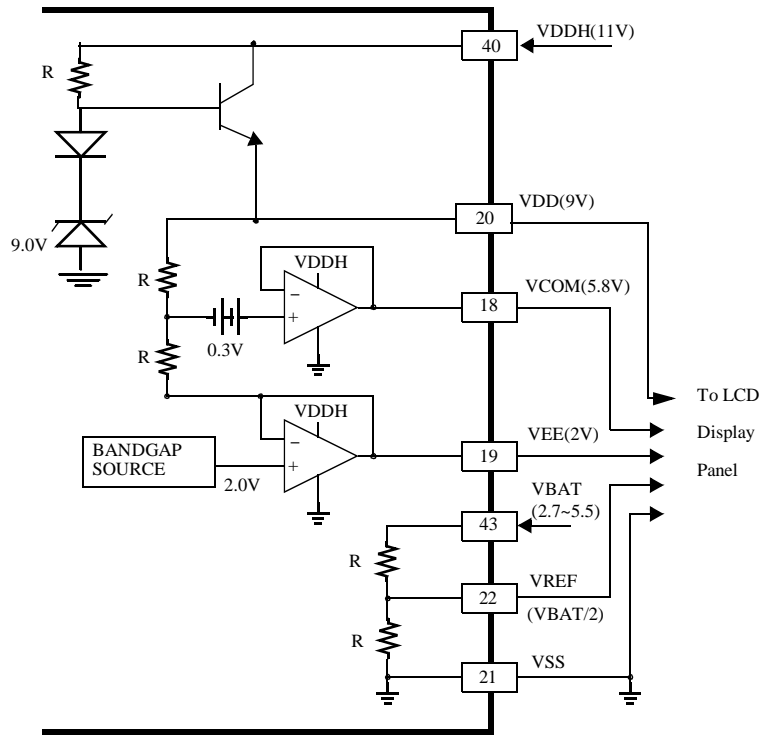 40
VDDH(11V)
R
VDD(9V)
20
9.0V
VDDH
R
VCOM(5.8V)
−
+
18
0.3V
R
To LCD
VDDH
Display
BANDGAP
SOURCE
−
+
VEE(2V)
19
Panel
2.0V
VBAT
(2.7~5.5)
43
R
VREF
22
(VBAT/2)
R
VSS
21